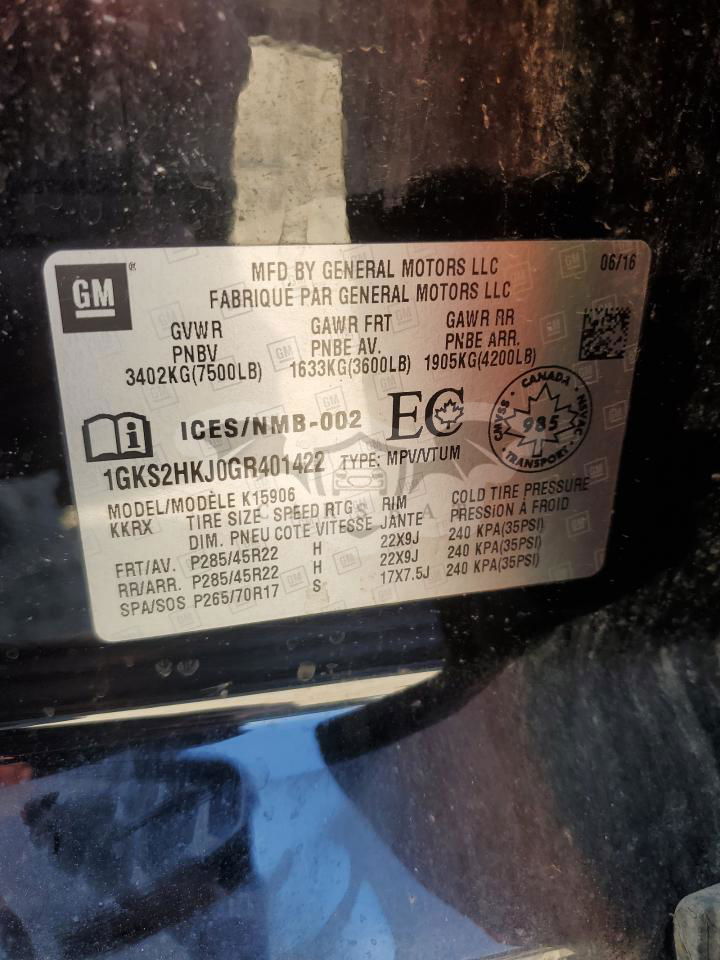 GM
MFD BY GENERAL MOTORS LLC 06/16
FABRIQUÉ PAR GENERAL MOTORS LLC
GVWR GAWR FRT GAWR RR
PNBV PNBE AV. PNBE ARR.
3402KG(7500LB) 1633KG(3600LB) 1905KG(4200LB)
ICES/NMB-002 EC
CANADA · NSVAC · TRANSPORT · CMVSS
985
1GKS2HKJ0GR401422 TYPE: MPV/VTUM
MODEL/MODÈLE K15906
KKRX TIRE SIZE SPEED RTG RIM COLD TIRE PRESSURE
DIM. PNEU COTE VITESSE JANTE PRESSION À FROID
FRT/AV. P285/45R22 H 22X9J 240 KPA(35PSI)
RR/ARR. P285/45R22 H 22X9J 240 KPA(35PSI)
SPA/SOS P265/70R17 S 17X7.5J 240 KPA(35PSI)